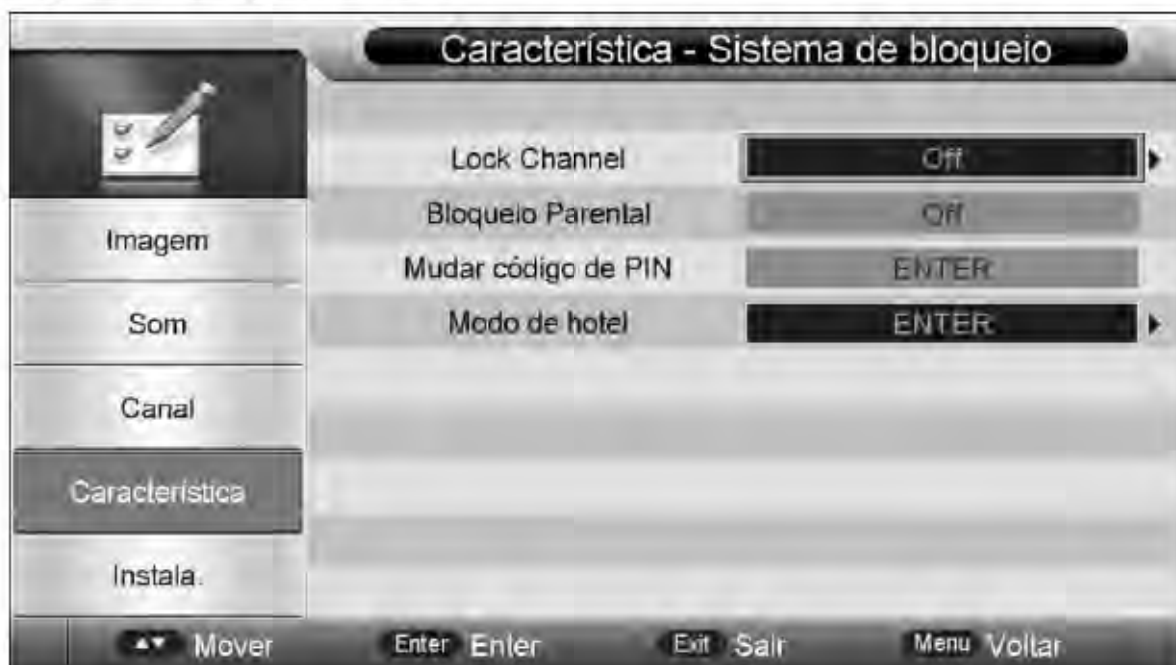 Característica - Sistema de bloqueio
Lock Channel Off
Bloqueio Parental Off
Mudar código de PIN ENTER
Modo de hotel ENTER
Imagem
Som
Canal
Característica
Instala.
▲▼ Mover Enter Enter Exit Sair Menu Voltar